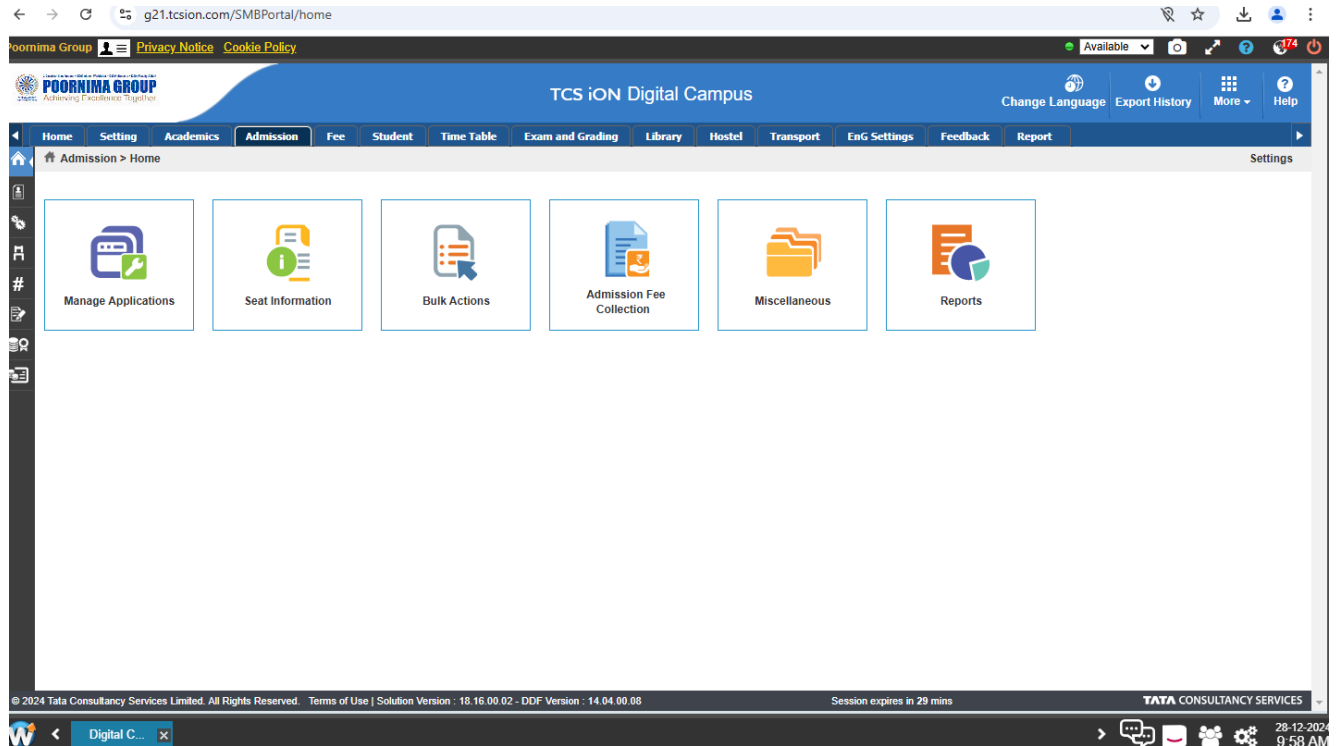 g21.tcsion.com/SMBPortal/home
Poornima Group Privacy Notice Cookie Policy Available 174
POORNIMA GROUP
Achieving Excellence Together
TCS iON Digital Campus
Change Language Export History More Help
Home Setting Academics Admission Fee Student Time Table Exam and Grading Library Hostel Transport EnG Settings Feedback Report
Admission > Home Settings
Manage Applications
Seat Information
Bulk Actions
Admission Fee
Collection
Miscellaneous
Reports
© 2024 Tata Consultancy Services Limited. All Rights Reserved. Terms of Use | Solution Version : 18.16.00.02 - DDF Version : 14.04.00.08 Session expires in 29 mins TATA CONSULTANCY SERVICES
Digital C...
28-12-2024
9:58 AM